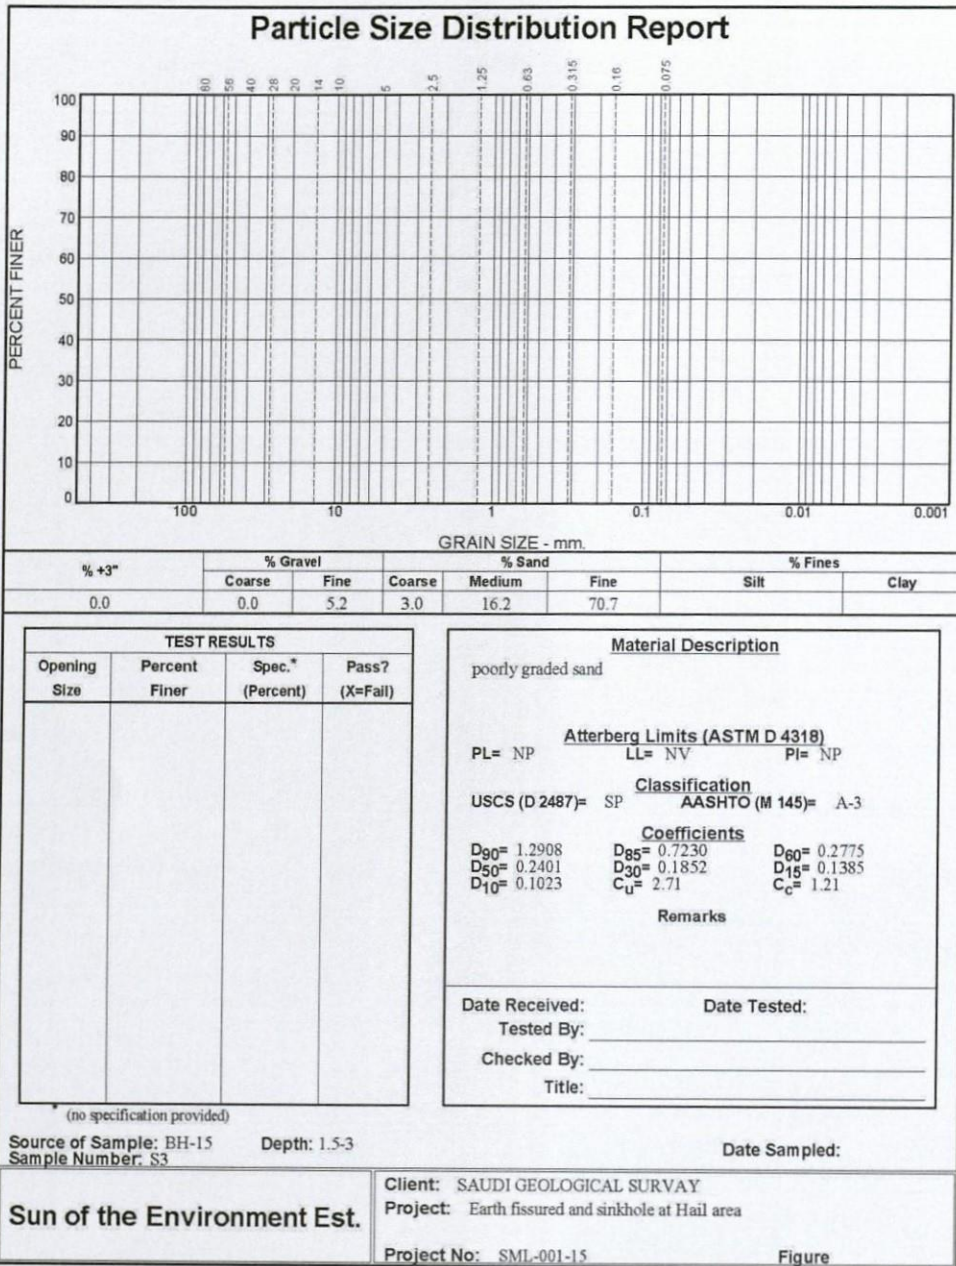 Particle Size Distribution Report
80 56 40 28 20 14 10 5 2.5 1.25 0.63 0.315 0.16 0.075
PERCENT FINER
100
90
80
70
60
50
40
30
20
10
0
100 10 1 0.1 0.01 0.001
GRAIN SIZE - mm.
% +3" % Gravel % Sand % Fines
Coarse Fine Coarse Medium Fine Silt Clay
0.0 0.0 5.2 3.0 16.2 70.7
TEST RESULTS
Opening Percent Spec.* Pass?
Size Finer (Percent) (X=Fail)
* (no specification provided)
Material Description
poorly graded sand
Atterberg Limits (ASTM D 4318)
PL= NP LL= NV PI= NP
Classification
USCS (D 2487)= SP AASHTO (M 145)= A-3
Coefficients
D90= 1.2908 D85= 0.7230 D60= 0.2775
D50= 0.2401 D30= 0.1852 D15= 0.1385
D10= 0.1023 Cu= 2.71 Cc= 1.21
Remarks
Date Received: Date Tested:
Tested By:
Checked By:
Title:
Source of Sample: BH-15 Depth: 1.5-3
Sample Number: S3 Date Sampled:
Sun of the Environment Est.
Client: SAUDI GEOLOGICAL SURVAY
Project: Earth fissured and sinkhole at Hail area
Project No: SML-001-15 Figure